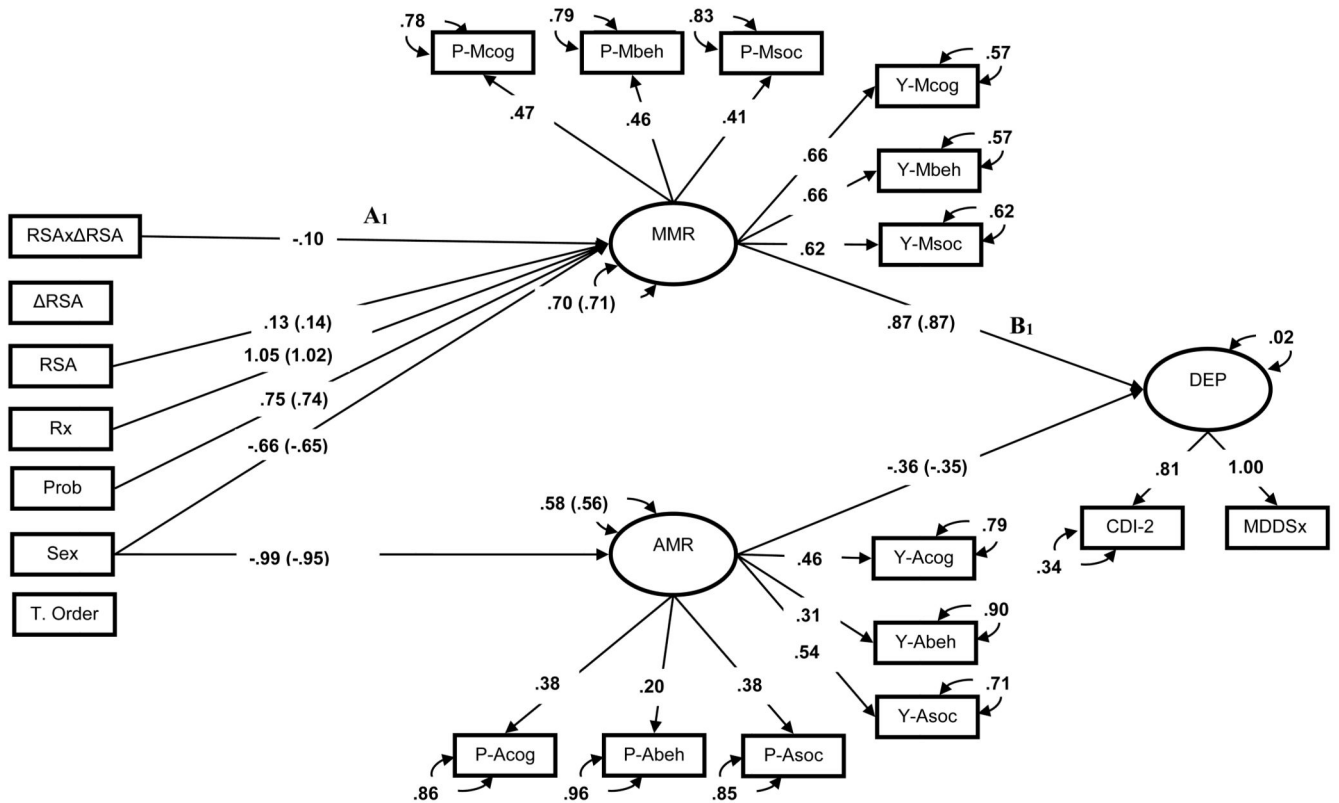 .78
P-Mcog
.79
P-Mbeh
.83
P-Msoc
.47
.46
.41
Y-Mcog
.57
.66
Y-Mbeh
.57
.66
Y-Msoc
.62
.62
RSAxΔRSA
A1
-.10
MMR
.70 (.71)
ΔRSA
.13 (.14)
RSA
1.05 (1.02)
Rx
.75 (.74)
Prob
-.66 (-.65)
Sex
-.99 (-.95)
T. Order
.87 (.87)
B1
DEP
.02
.81
1.00
CDI-2
.34
MDDSx
-.36 (-.35)
.58 (.56)
AMR
.46
Y-Acog
.79
.31
Y-Abeh
.90
.54
Y-Asoc
.71
.38
.20
.38
P-Acog
.86
P-Abeh
.96
P-Asoc
.85